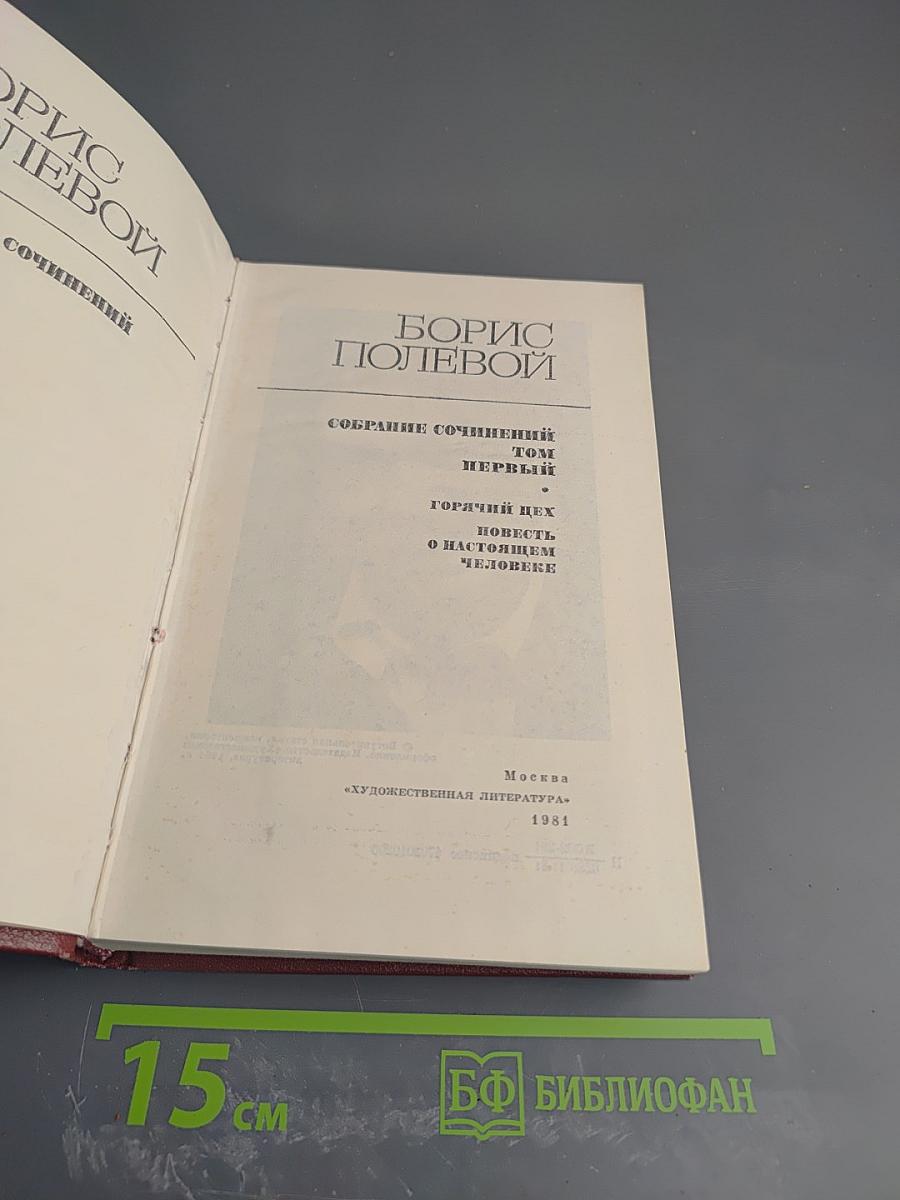 ОРИС
ЛЕВОЙ
СОЧИНЕНИЙ
БОРИС
ПОЛЕВОЙ
СОБРАНИЕ СОЧИНЕНИЙ
ТОМ
ПЕРВЫЙ
•
ГОРЯЧИЙ ЦЕХ
ПОВЕСТЬ
О НАСТОЯЩЕМ
ЧЕЛОВЕКЕ
Москва
«ХУДОЖЕСТВЕННАЯ ЛИТЕРАТУРА»
1981
15 см
БФ БИБЛИОФАН